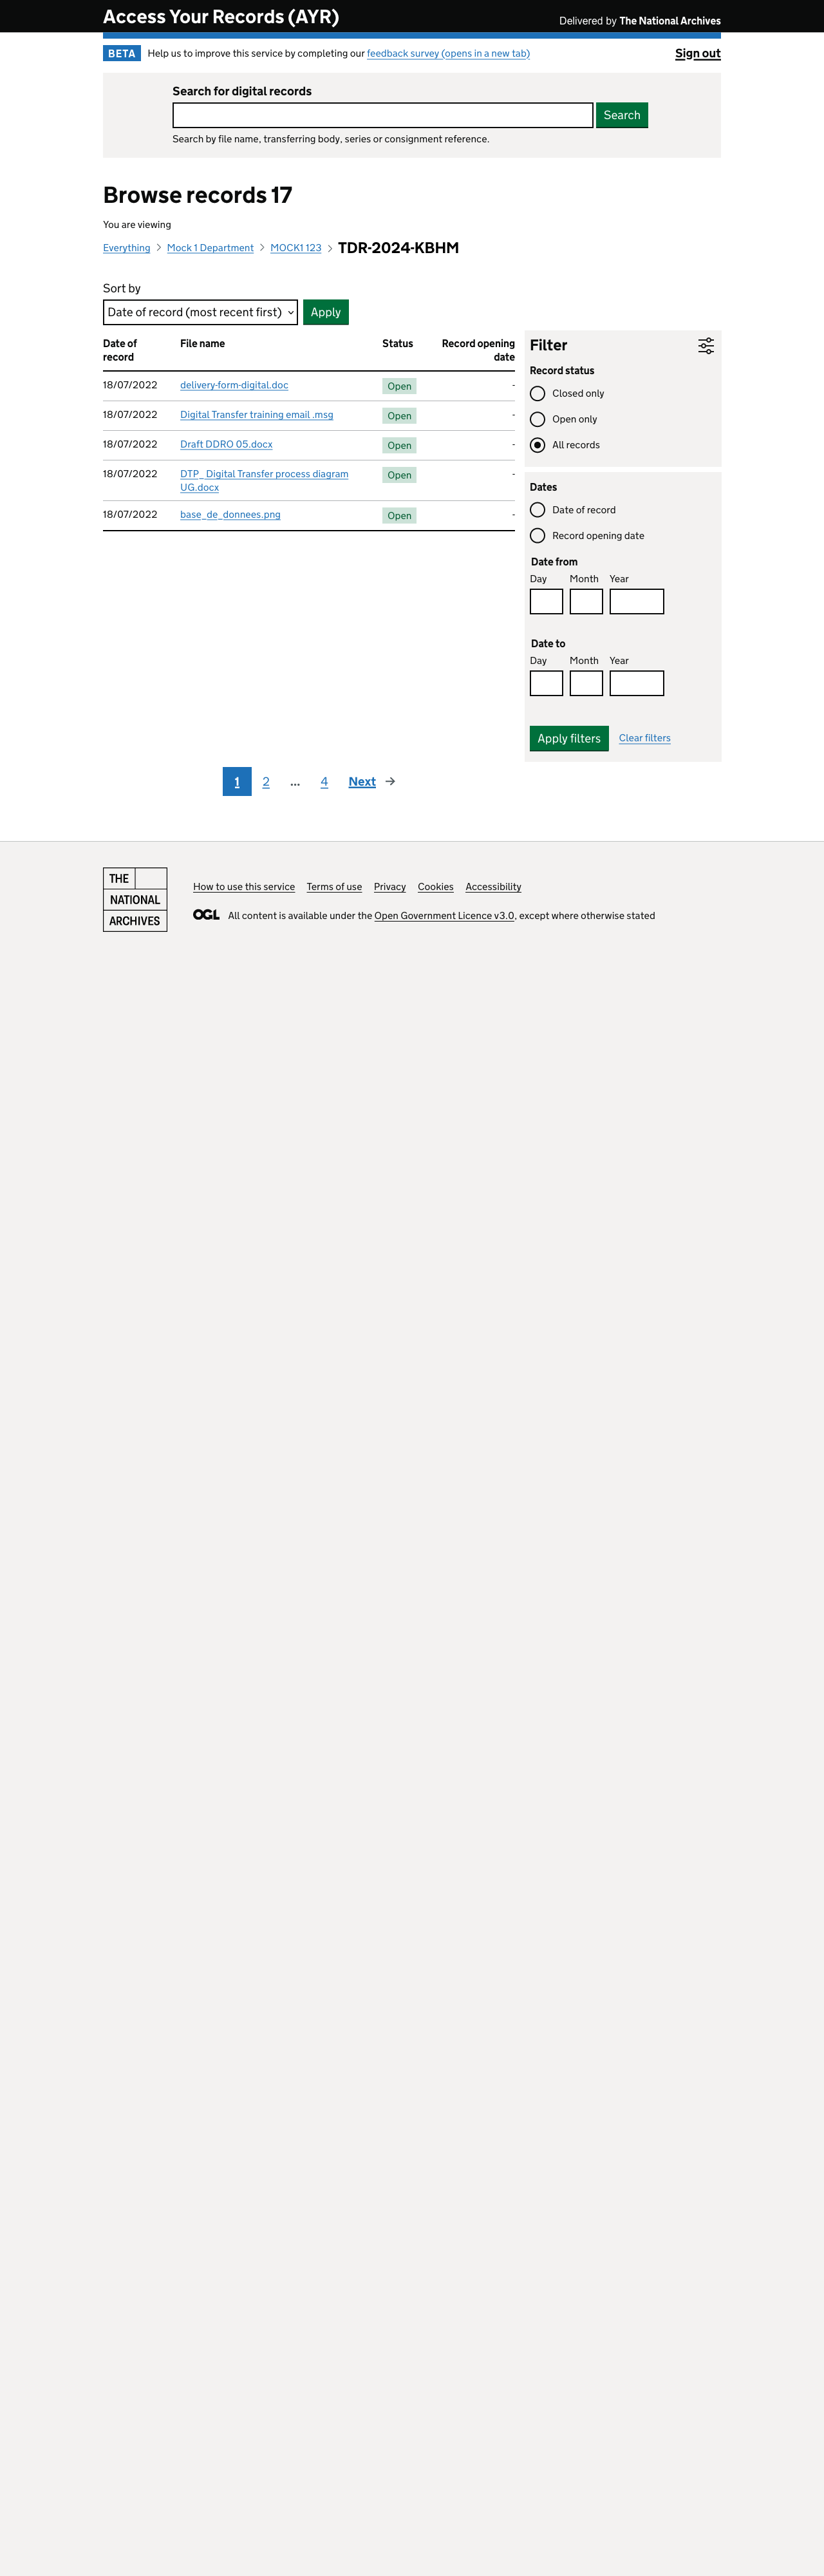 Access Your Records (AYR)
Delivered by The National Archives
BETA Help us to improve this service by completing our feedback survey (opens in a new tab)
Sign out
Search for digital records
Search
Search by file name, transferring body, series or consignment reference.
Browse records 17
You are viewing
Everything > Mock 1 Department > MOCK1 123 > TDR-2024-KBHM
Sort by
Date of record (most recent first) Apply
Date of record File name Status Record opening date
18/07/2022 delivery-form-digital.doc Open -
18/07/2022 Digital Transfer training email .msg Open -
18/07/2022 Draft DDRO 05.docx Open -
18/07/2022 DTP_ Digital Transfer process diagram UG.docx Open -
18/07/2022 base_de_donnees.png Open -
Filter
Record status
Closed only
Open only
All records
Dates
Date of record
Record opening date
Date from
Day Month Year
Date to
Day Month Year
Apply filters Clear filters
1 2 ... 4 Next →
THE
NATIONAL
ARCHIVES
How to use this service Terms of use Privacy Cookies Accessibility
OGL All content is available under the Open Government Licence v3.0, except where otherwise stated